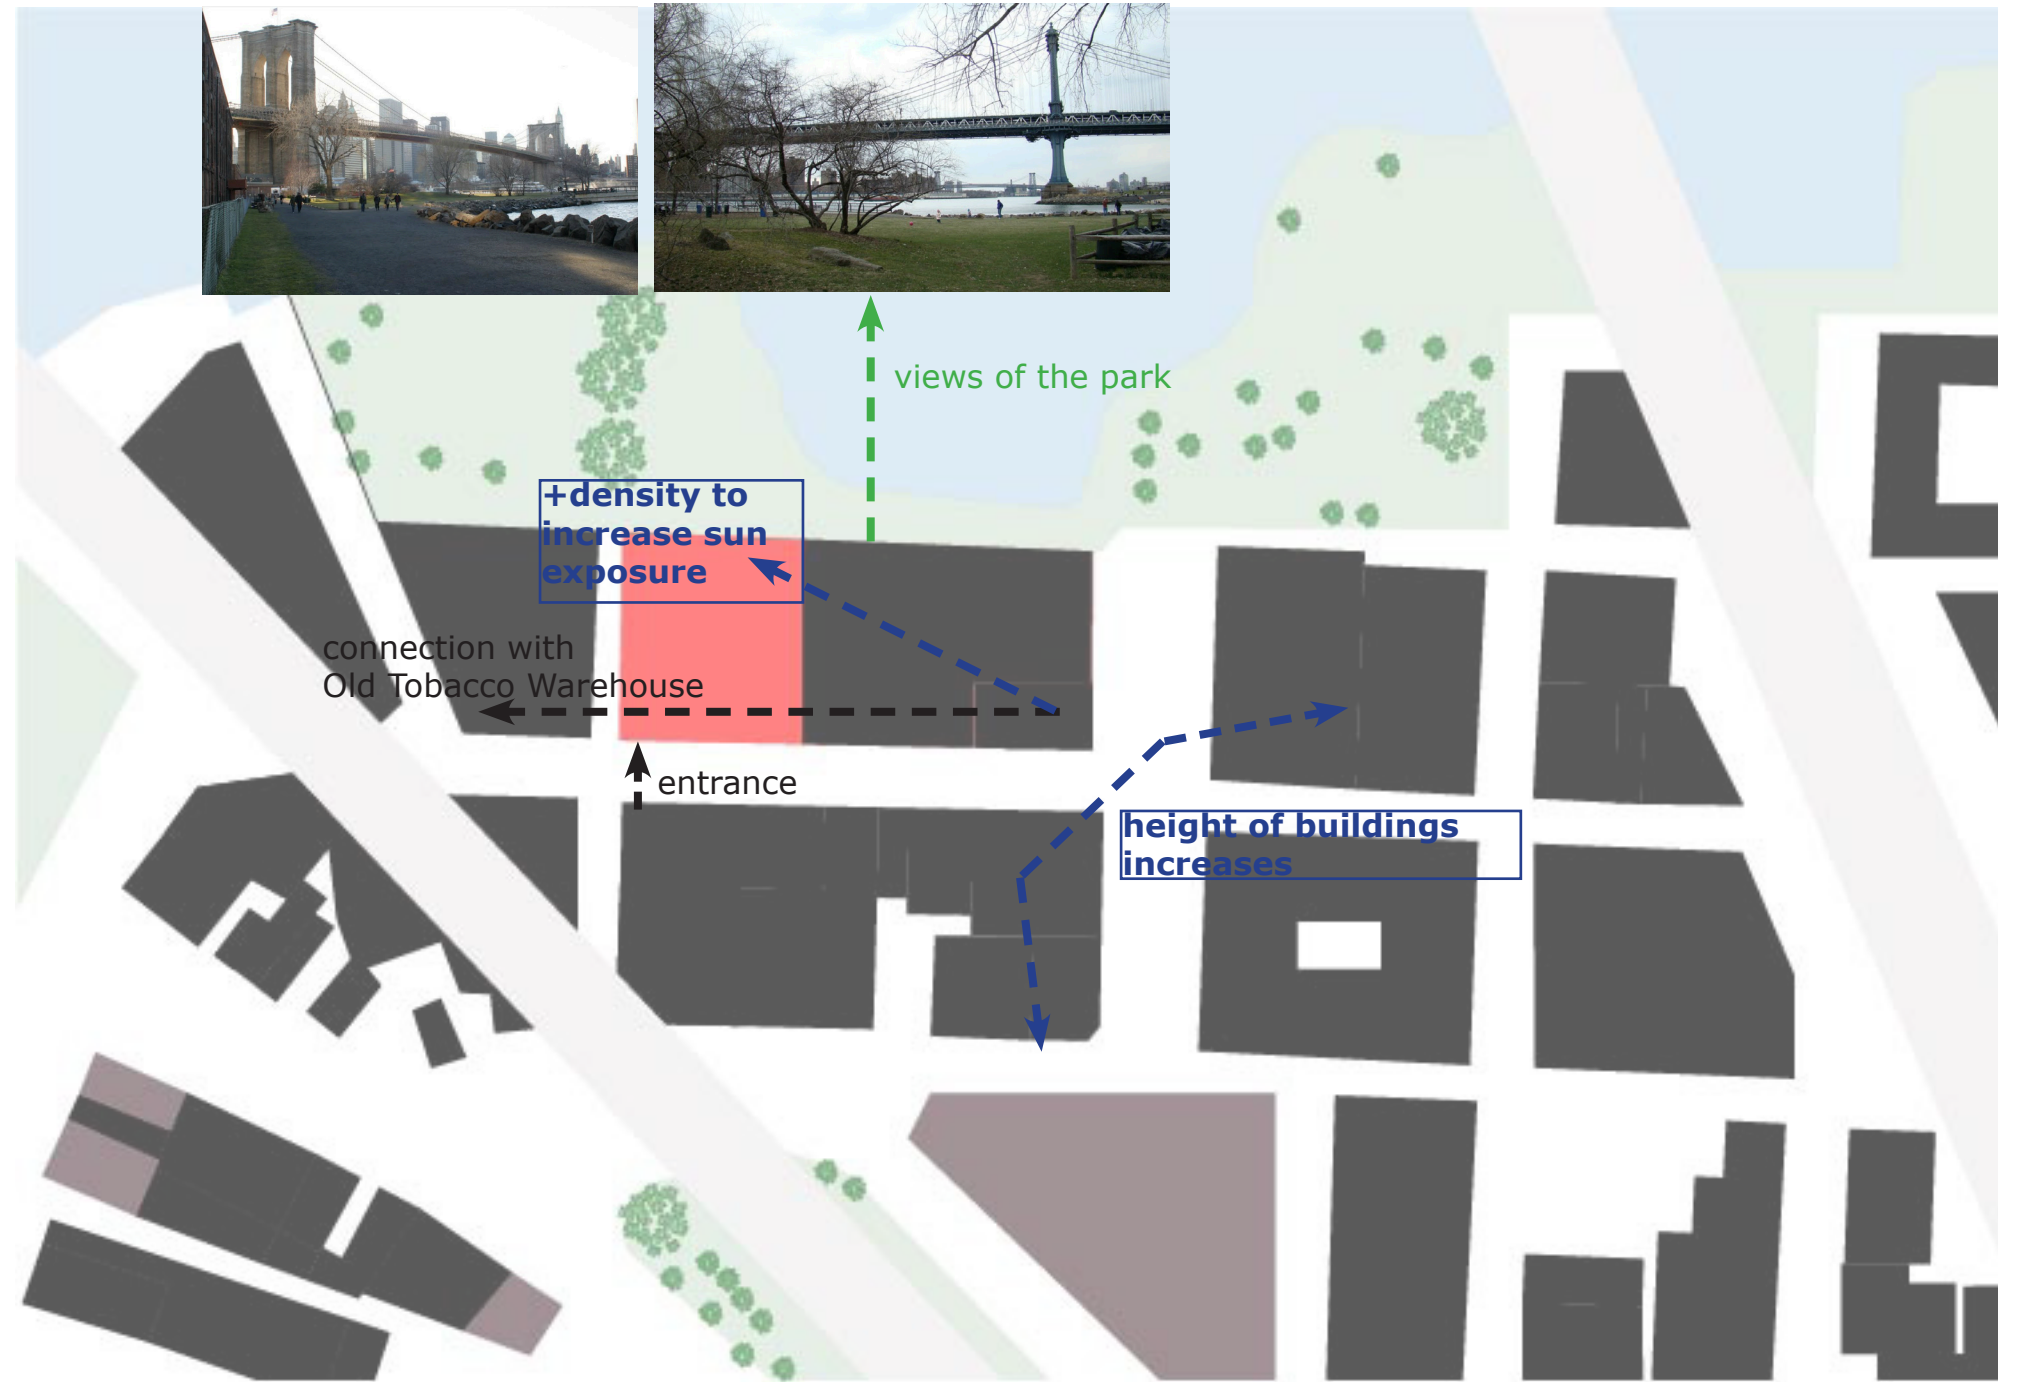 views of the park
+density to
increase sun
exposure
connection with
Old Tobacco Warehouse
entrance
height of buildings
increases